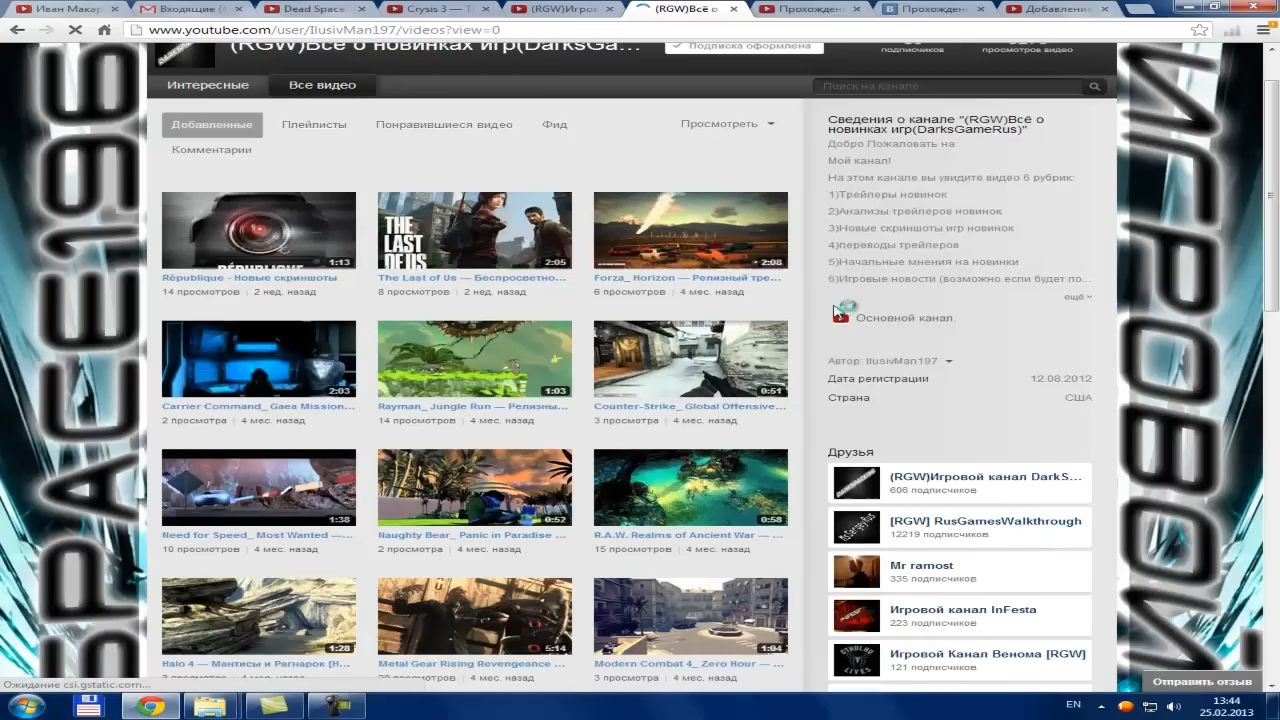 Иван Макар
Входящие (4
Dead Space
Crysis 3 — T
(RGW)Игров
(RGW)Всё о
Прохожден
Прохожден
Добавлени
www.youtube.com/user/IlusivMan197/videos?view=0
(RGW)Всё о новинках игр(DarksGa...
Подписка оформлена
подписчиков
просмотров видео
Интересные
Все видео
Поиск на канале
Добавленные
Плейлисты
Понравившиеся видео
Фид
Просмотреть
Комментарии
1:13
THE LAST OF US
2:05
2:08
République - Новые скриншоты
The Last of Us — Беспросветно...
Forza_ Horizon — Релизный тре...
14 просмотров | 2 нед. назад
8 просмотров | 2 нед. назад
6 просмотров | 4 мес. назад
2:03
1:03
0:51
Carrier Command_ Gaea Mission...
Rayman_ Jungle Run — Релизны...
Counter-Strike_ Global Offensive...
2 просмотра | 4 мес. назад
14 просмотров | 4 мес. назад
3 просмотра | 4 мес. назад
1:38
0:52
0:58
Need for Speed_ Most Wanted —...
Naughty Bear_ Panic in Paradise ...
R.A.W. Realms of Ancient War — ...
10 просмотров | 4 мес. назад
2 просмотра | 4 мес. назад
15 просмотров | 4 мес. назад
1:28
5:14
1:04
Halo 4 — Мантисы и Рагнарок [H...
Metal Gear Rising Revengeance ...
Modern Combat 4_ Zero Hour — ...
3 просмотра | 4 мес. назад
Сведения о канале "(RGW)Всё о
новинках игр(DarksGameRus)"
Добро Пожаловать на
Мой канал!
На этом канале вы увидите видео 6 рубрик:
1)Трейлеры новинок
2)Анализы трейлеров новинок
3)Новые скриншоты игр новинок
4)переводы трейлеров
5)Начальные мнения на новинки
6)Игровые новости (возможно если будет по...
ещё
Основной канал.
Автор: IlusivMan197
Дата регистрации 12.08.2012
Страна США
Друзья
(RGW)Игровой канал DarkS...
606 подписчиков
[RGW] RusGamesWalkthrough
12219 подписчиков
Mr ramost
335 подписчиков
Игровой канал InFesta
223 подписчиков
Игровой Канал Венома [RGW]
121 подписчиков
Отправить отзыв
SPACE1996
Ожидание csi.gstatic.com...
EN
13:44
25.02.2013